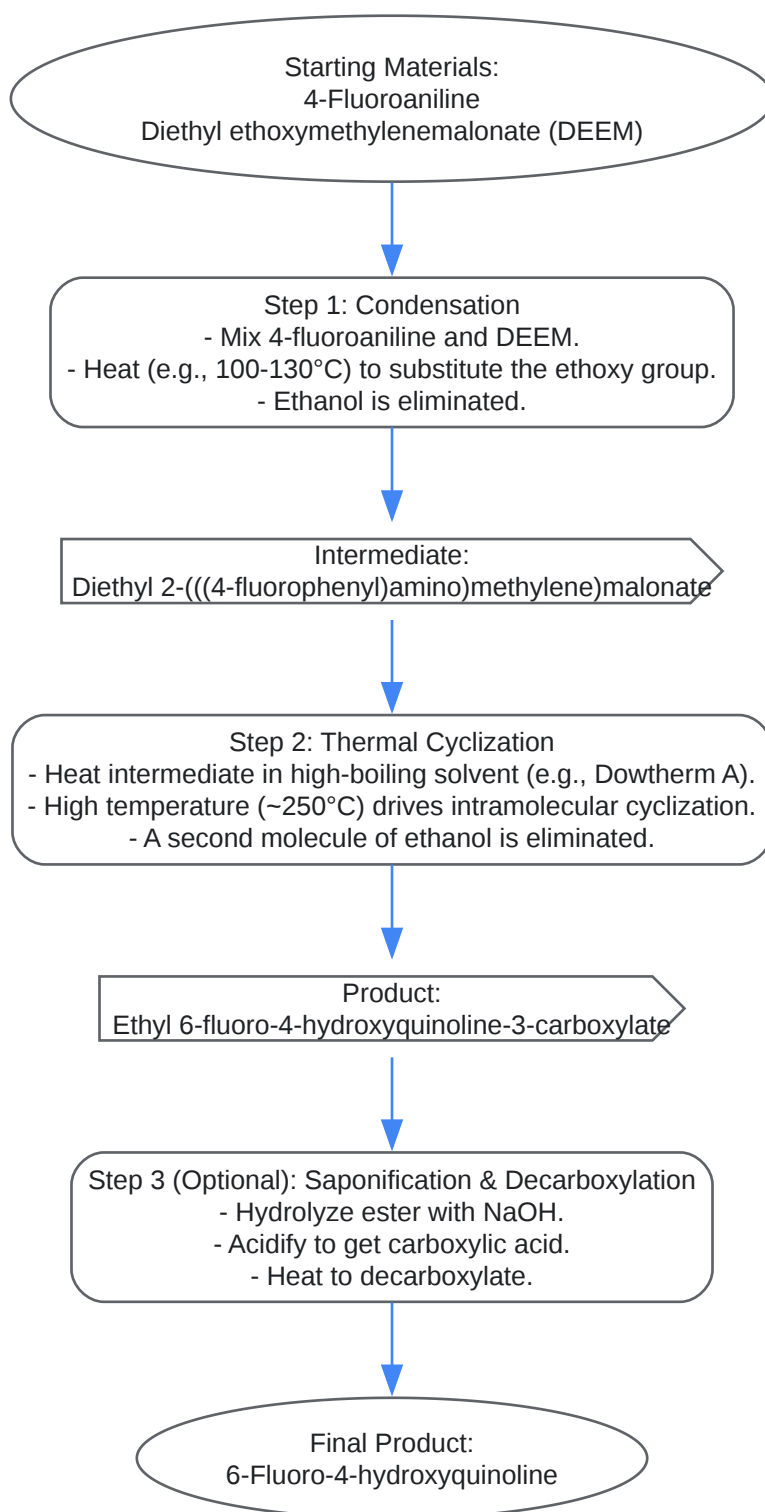 Starting Materials:
4-Fluoroaniline
Diethyl ethoxymethylenemalonate (DEEM)
Step 1: Condensation
- Mix 4-fluoroaniline and DEEM.
- Heat (e.g., 100-130°C) to substitute the ethoxy group.
- Ethanol is eliminated.
Intermediate:
Diethyl 2-(((4-fluorophenyl)amino)methylene)malonate
Step 2: Thermal Cyclization
- Heat intermediate in high-boiling solvent (e.g., Dowtherm A).
- High temperature (~250°C) drives intramolecular cyclization.
- A second molecule of ethanol is eliminated.
Product:
Ethyl 6-fluoro-4-hydroxyquinoline-3-carboxylate
Step 3 (Optional): Saponification & Decarboxylation
- Hydrolyze ester with NaOH.
- Acidify to get carboxylic acid.
- Heat to decarboxylate.
Final Product:
6-Fluoro-4-hydroxyquinoline